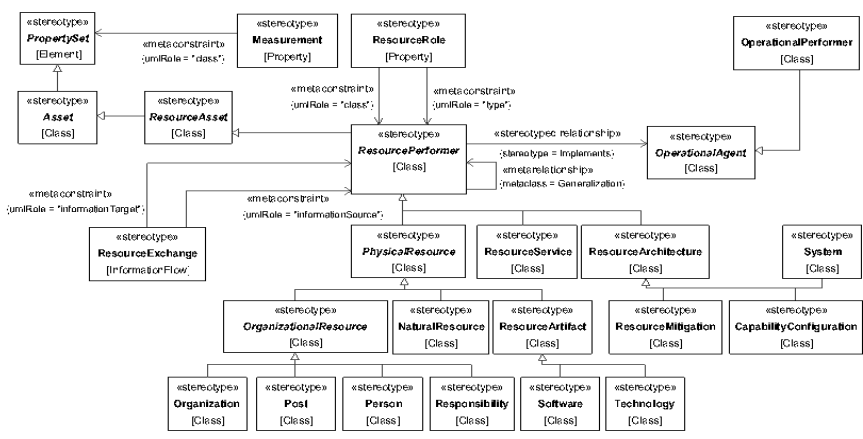 «stereotype»
PropertySet
[Element]
«metaconstraint»
{umlRole = "class"}
«stereotype»
Measurement
[Property]
«stereotype»
ResourceRole
[Property]
«stereotype»
OperationalPerformer
[Class]
«stereotype»
Asset
[Class]
«stereotype»
ResourceAsset
[Class]
«metaconstraint»
{umlRole = "class"}
«metaconstraint»
{umlRole = "type"}
«stereotype»
ResourcePerformer
[Class]
«stereotyped relationship»
{stereotype = Implements}
«metarelationship»
{metaclass = Generalization}
«stereotype»
OperationalAgent
[Class]
«metaconstraint»
{umlRole = "informationTarget"}
«metaconstraint»
{umlRole = "informationSource"}
«stereotype»
ResourceExchange
[InformationFlow]
«stereotype»
PhysicalResource
[Class]
«stereotype»
ResourceService
[Class]
«stereotype»
ResourceArchitecture
[Class]
«stereotype»
System
[Class]
«stereotype»
OrganizationalResource
[Class]
«stereotype»
NaturalResource
[Class]
«stereotype»
ResourceArtifact
[Class]
«stereotype»
ResourceMitigation
[Class]
«stereotype»
CapabilityConfiguration
[Class]
«stereotype»
Organization
[Class]
«stereotype»
Post
[Class]
«stereotype»
Person
[Class]
«stereotype»
Responsibility
[Class]
«stereotype»
Software
[Class]
«stereotype»
Technology
[Class]